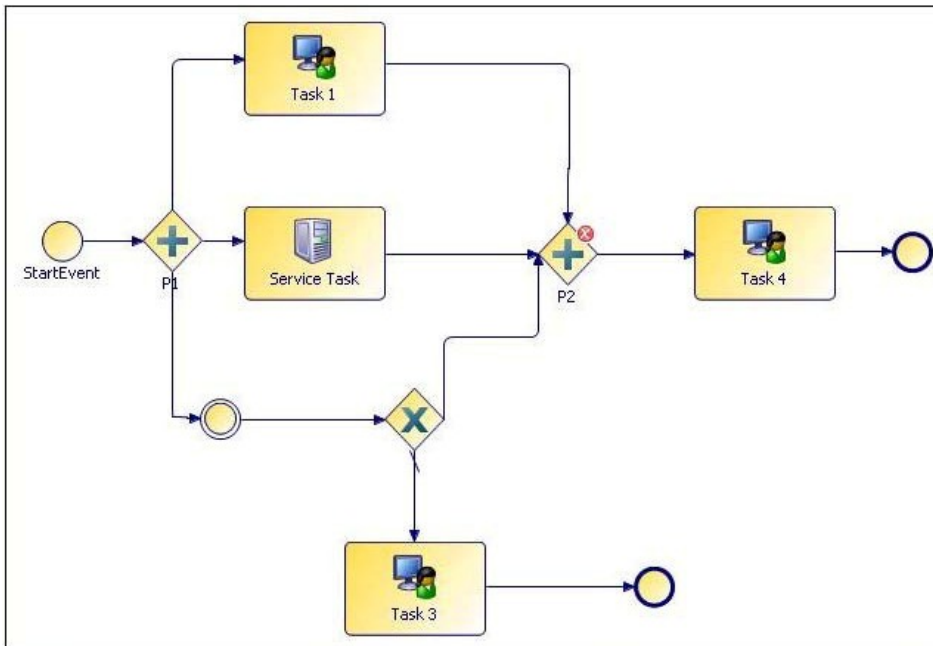 Task 1
StartEvent
P1
Service Task
P2
Task 4
Task 3